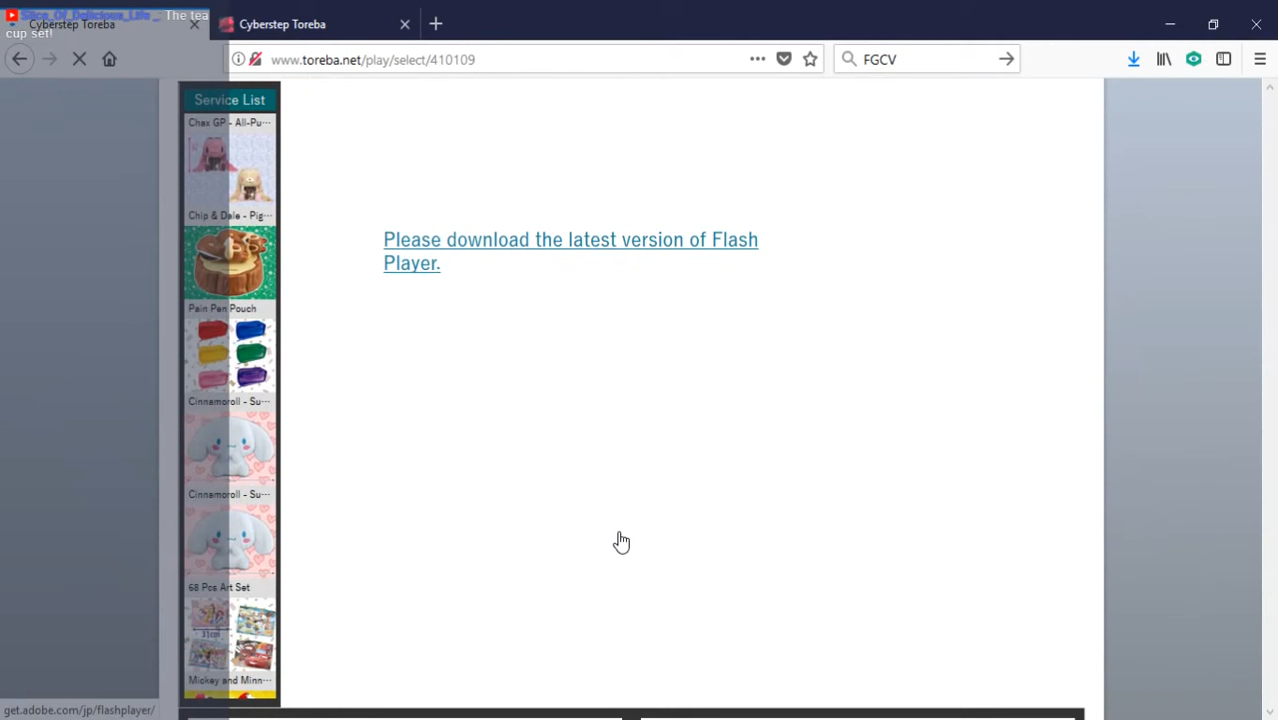 Slice_Of_Delicious_Life_: The tea
cup set!
Cyberstep Toreba
Cyberstep Toreba
www.toreba.net/play/select/410109
FGCV
Service List
Chax GP - All-Pu…
Chip & Dale - Pig…
Pain Pen Pouch
Cinnamoroll - Su…
Cinnamoroll - Su…
68 Pcs Art Set
31cm
Mickey and Minn…
Please download the latest version of Flash
Player.
get.adobe.com/jp/flashplayer/